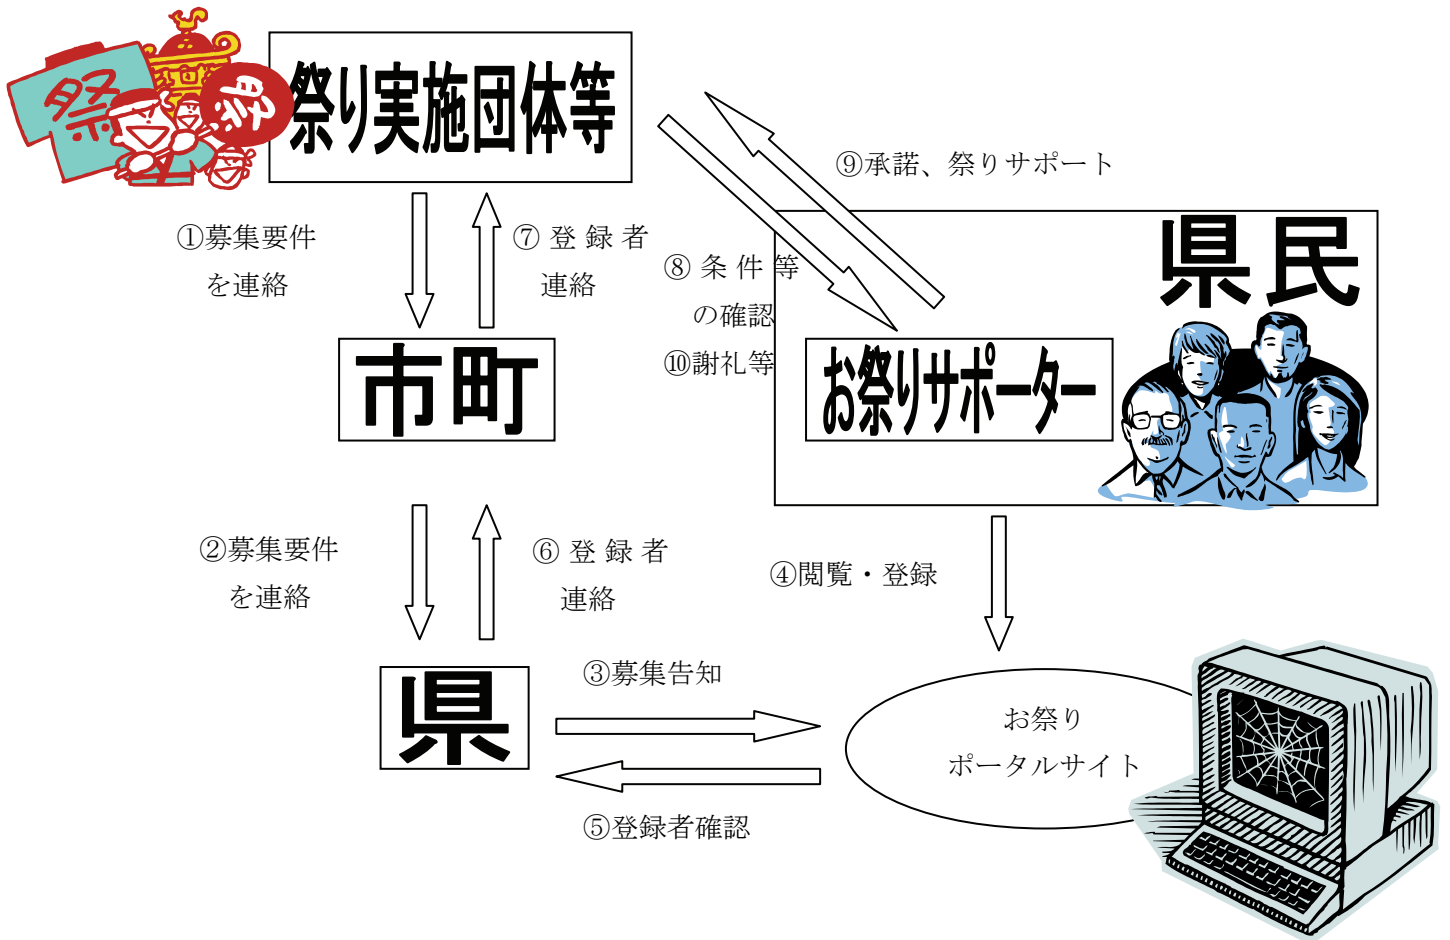 祭
祭り実施団体等
⑨承諾、祭りサポート
①募集要件
を連絡
⑦登録者
連絡
⑧条件等
の確認
⑩謝礼等
県民
お祭りサポーター
市町
②募集要件
を連絡
⑥登録者
連絡
④閲覧・登録
県
③募集告知
⑤登録者確認
お祭り
ポータルサイト